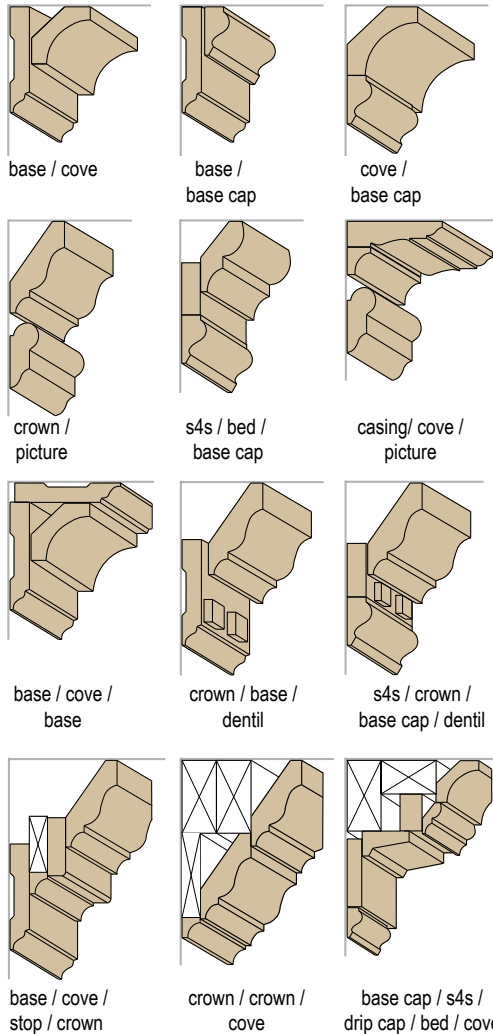 base / cove
base /
base cap
cove /
base cap
crown /
picture
s4s / bed /
base cap
casing/ cove /
picture
base / cove /
base
crown / base /
dentil
s4s / crown /
base cap / dentil
base / cove /
stop / crown
crown / crown /
cove
base cap / s4s /
drip cap / bed / cove